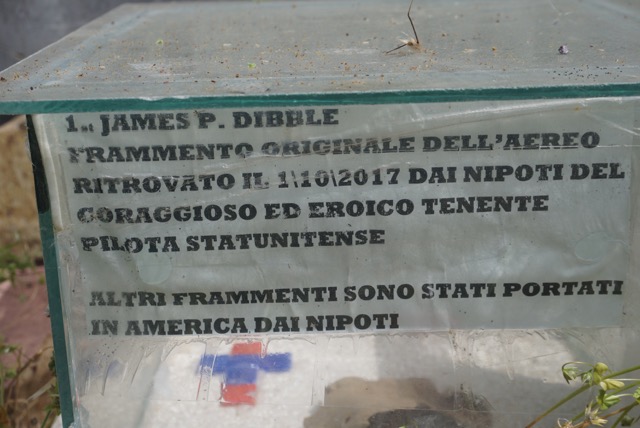 1.. JAMES P. DIBBLE
FRAMMENTO ORIGINALE DELL'AEREO
RITROVATO IL 1\10\2017 DAI NIPOTI DEL
CORAGGIOSO ED EROICO TENENTE
PILOTA STATUNITENSE
ALTRI FRAMMENTI SONO STATI PORTATI
IN AMERICA DAI NIPOTI